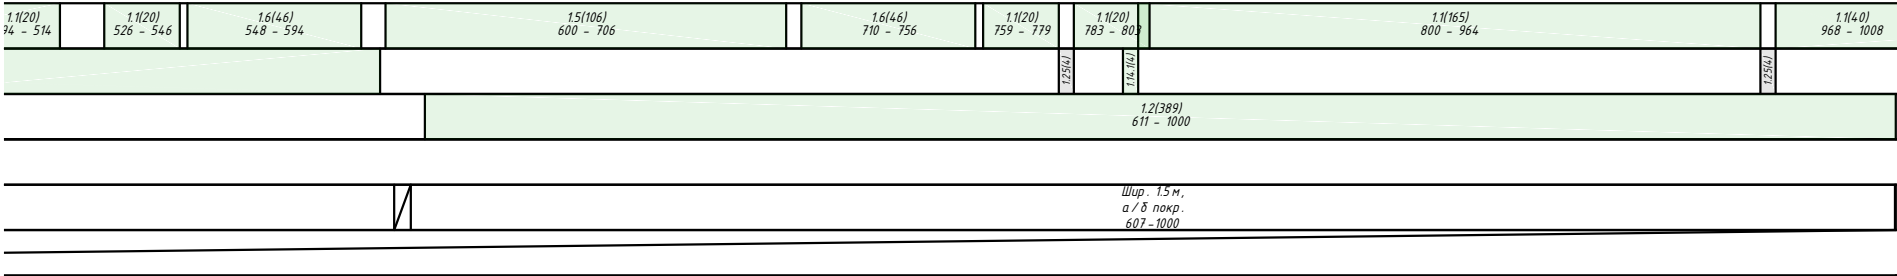 1.1(20)
94 - 514
1.1(20)
526 - 546
1.6(46)
548 - 594
1.5(106)
600 - 706
1.6(46)
710 - 756
1.1(20)
759 - 779
1.1(20)
783 - 803
1.1(165)
800 - 964
1.1(40)
968 - 1008
1.25(4)
1.14.1(4)
1.25(4)
1.2(389)
611 - 1000
Шир. 1.5 м,
а/б покр.
607-1000